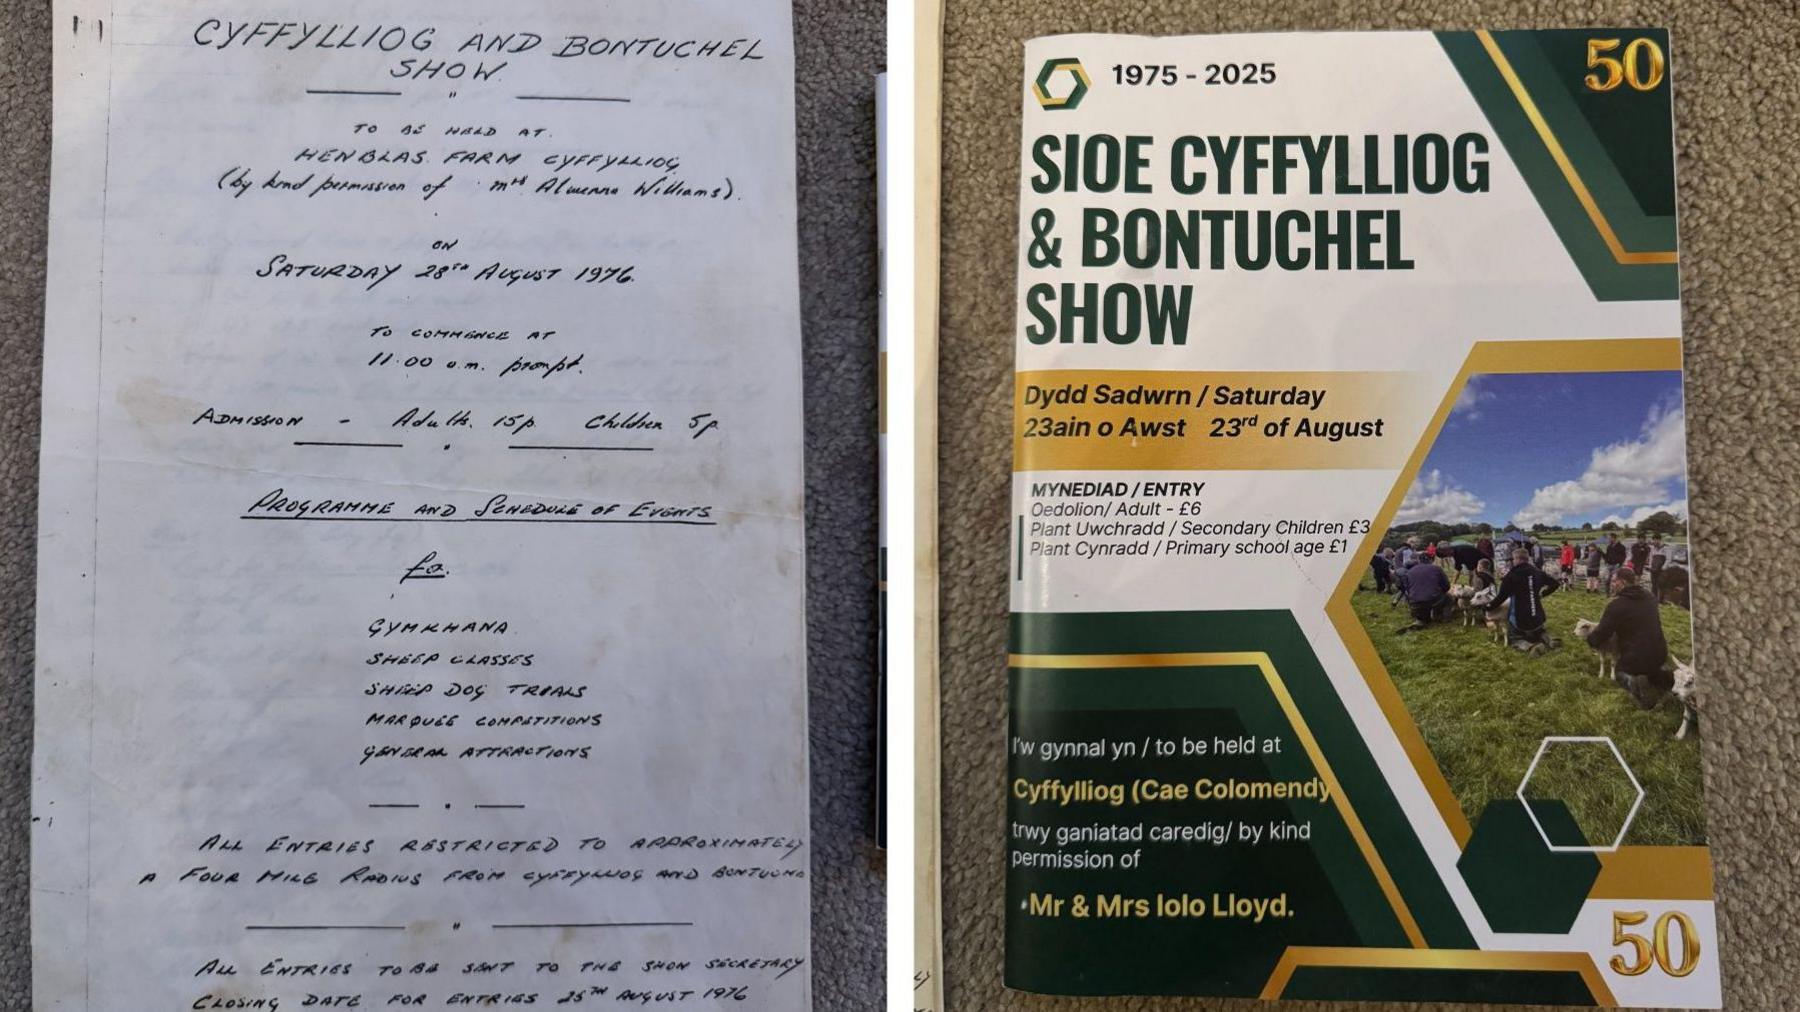 CYFFYLLIOG AND BONTUCHEL
SHOW.
TO BE HELD AT.
HENBLAS FARM CYFFYLLIOG
(by kind permission of Mrs Alwenna Williams).
ON
SATURDAY 28TH AUGUST 1976.
TO COMMENCE AT
11.00 a.m. prompt.
ADMISSION - Adults. 15p. Children 5p
PROGRAMME AND SCHEDULE OF EVENTS
for.
GYMKHANA
SHEEP CLASSES
SHEEP DOG TRIALS
MARQUEE COMPETITIONS
GENERAL ATTRACTIONS
ALL ENTRIES RESTRICTED TO APPROXIMATELY
A FOUR MILE RADIUS FROM CYFFYLLIOG AND
ALL ENTRIES TO BE SENT TO THE SHOW SECRETARY
CLOSING DATE FOR ENTRIES 25TH AUGUST 1976
1975 - 2025
50
SIOE CYFFYLLIOG
& BONTUCHEL
SHOW
Dydd Sadwrn / Saturday
23ain o Awst 23rd of August
MYNEDIAD / ENTRY
Oedolion/ Adult - £6
Plant Uwchradd / Secondary Children £3
Plant Cynradd / Primary school age £1
I'w gynnal yn / to be held at
Cyffylliog (Cae Colomendy
trwy ganiatad caredig/ by kind
permission of
Mr & Mrs Iolo Lloyd.
50